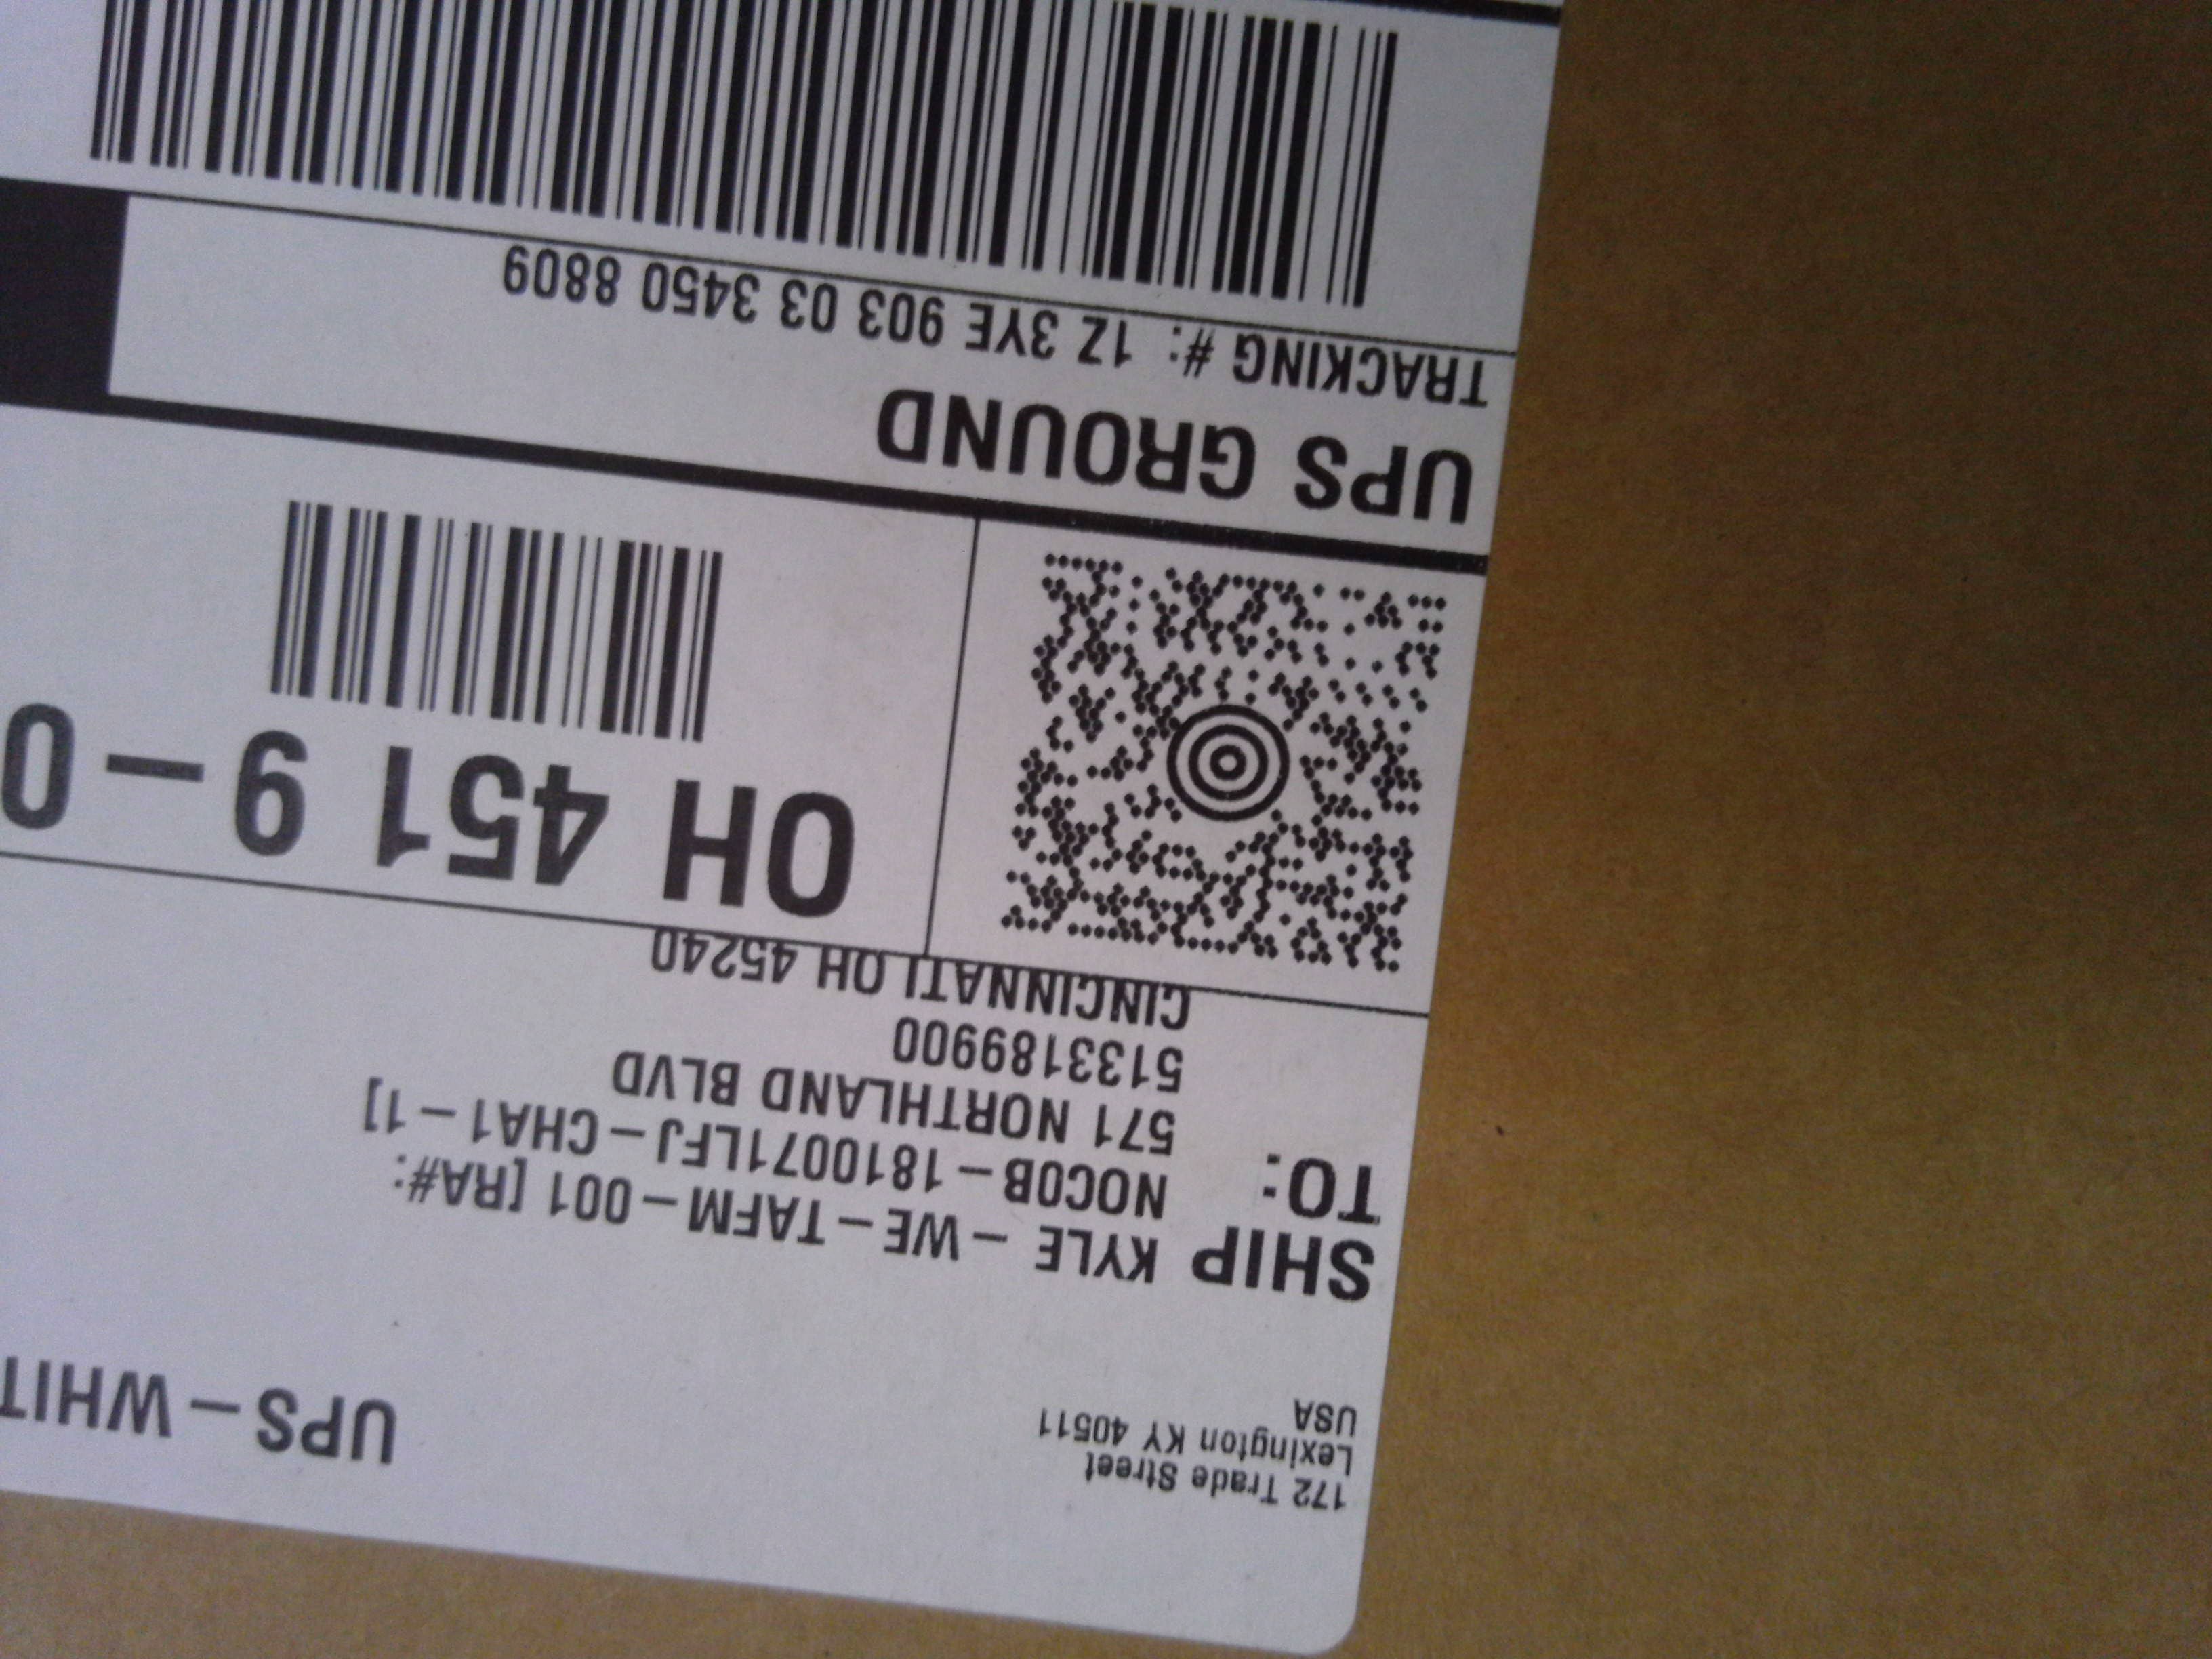 172 Trade Street
Lexington KY 40511
USA
UPS-WHIT
SHIP TO:
KYLE - WE-TAFM-001 [RA#:
NOCOB-1810071LFJ-CHA1-1]
571 NORTHLAND BLVD
5133189900
CINCINNATI OH 45240
OH 451 9-0
UPS GROUND
TRACKING #: 1Z 3YE 903 03 3450 8809